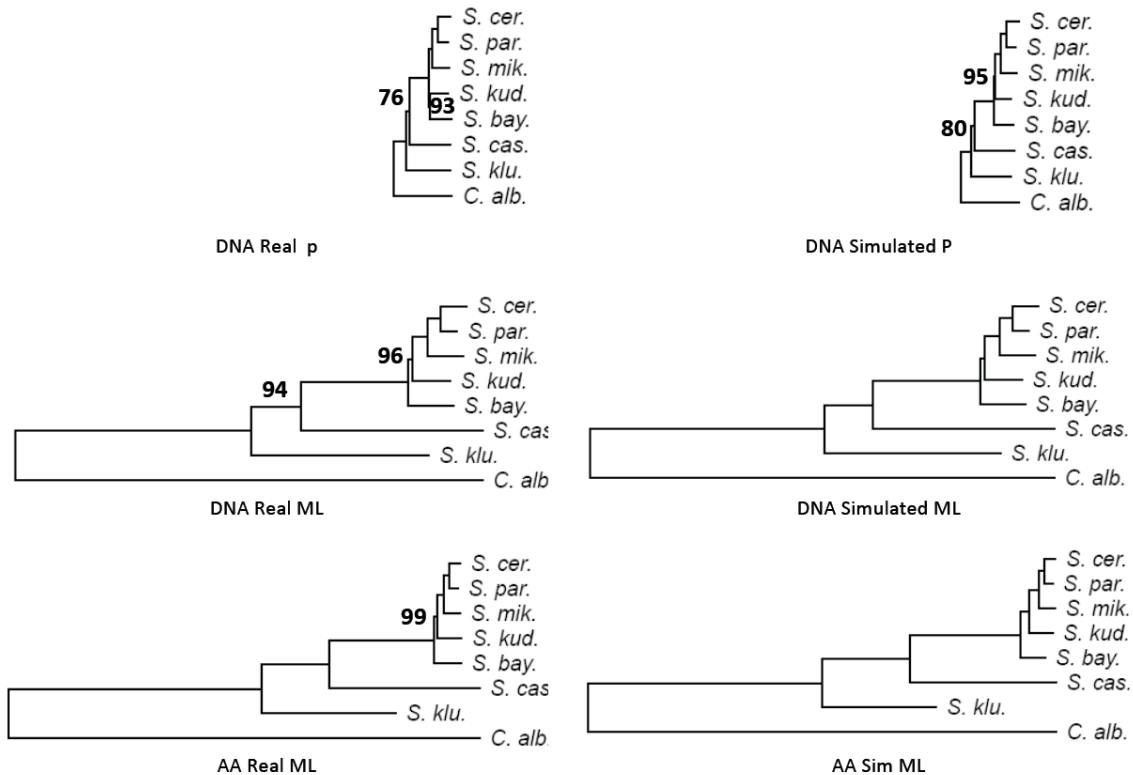 S. cer.
S. par.
S. mik.
76
S. kud.
93
S. bay.
S. cas.
S. klu.
C. alb.
DNA Real p
S. cer.
S. par.
95
S. mik.
S. kud.
80
S. bay.
S. cas.
S. klu.
C. alb.
DNA Simulated P
S. cer.
S. par.
96
S. mik.
94
S. kud.
S. bay.
S. cas
S. klu.
C. alb
DNA Real ML
S. cer.
S. par.
S. mik.
S. kud.
S. bay.
S. cas.
S. klu.
C. alb.
DNA Simulated ML
S. cer.
S. par.
99
S. mik.
S. kud.
S. bay.
S. cas
S. klu.
C. alb.
AA Real ML
S. cer.
S. par.
S. mik.
S. kud.
S. bay.
S. cas.
S. klu.
C. alb.
AA Sim ML